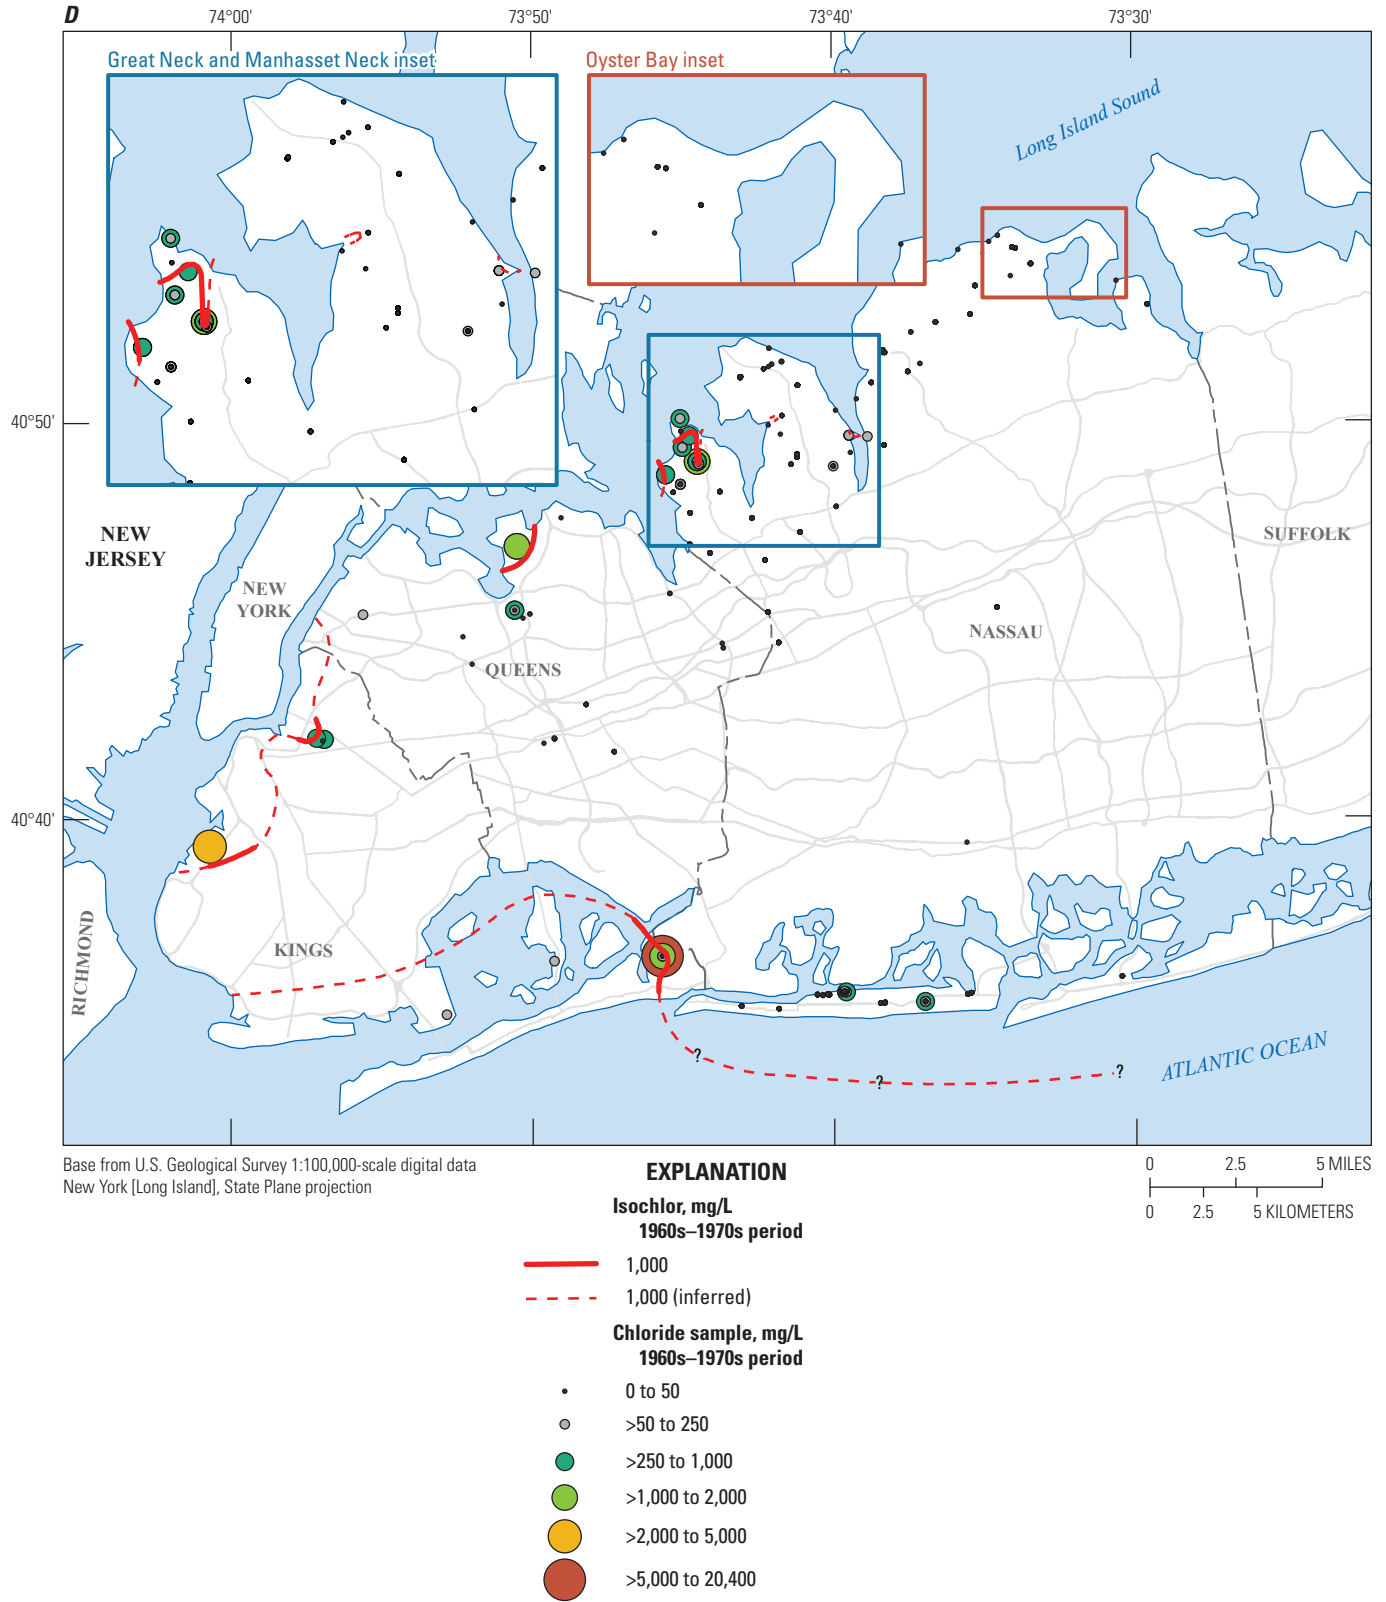 D
74°00'
73°50'
73°40'
73°30'
Great Neck and Manhasset Neck inset
Oyster Bay inset
Long Island Sound
40°50'
NEW
JERSEY
SUFFOLK
NEW
YORK
NASSAU
QUEENS
40°40'
RICHMOND
KINGS
?
?
?
ATLANTIC OCEAN
Base from U.S. Geological Survey 1:100,000-scale digital data
New York [Long Island], State Plane projection
0 2.5 5 MILES
0 2.5 5 KILOMETERS
EXPLANATION
Isochlor, mg/L
1960s–1970s period
1,000
1,000 (inferred)
Chloride sample, mg/L
1960s–1970s period
0 to 50
>50 to 250
>250 to 1,000
>1,000 to 2,000
>2,000 to 5,000
>5,000 to 20,400